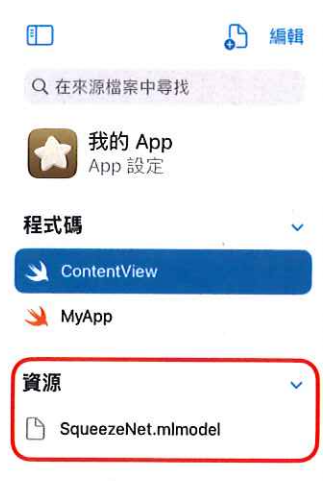 編輯
在來源檔案中尋找
我的 App
App 設定
程式碼
ContentView
MyApp
資源
SqueezeNet.mlmodel